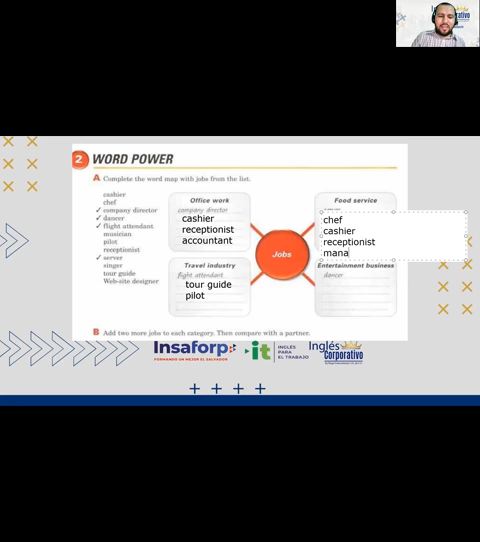 2 WORD POWER
A Complete the word map with jobs from the list.
cashier
chef
✓ company director
✓ dancer
✓ flight attendant
musician
pilot
receptionist
✓ server
singer
tour guide
Web-site designer
Office work
company director
cashier
receptionist
accountant
Food service
chef
cashier
receptionist
mana
Jobs
Travel industry
flight attendant
tour guide
pilot
Entertainment business
dancer
B Add two more jobs to each category. Then compare with a partner.
Insaforp
FORMANDO UN MEJOR EL SALVADOR
it
INGLÉS
PARA
EL TRABAJO
Inglés
Corporativo